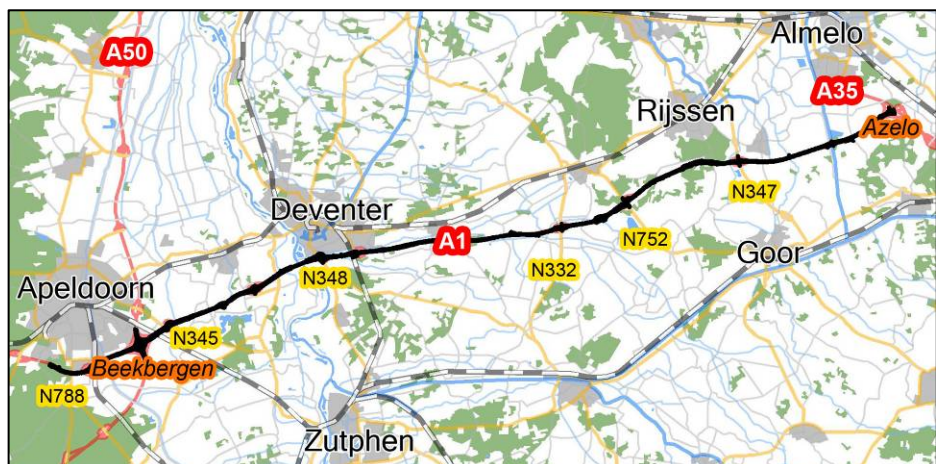 A50
Almelo
A35
Rijssen
Azelo
N347
Deventer
A1
N752
N348
N332
Goor
Apeldoorn
N345
Beekbergen
N788
Zutphen